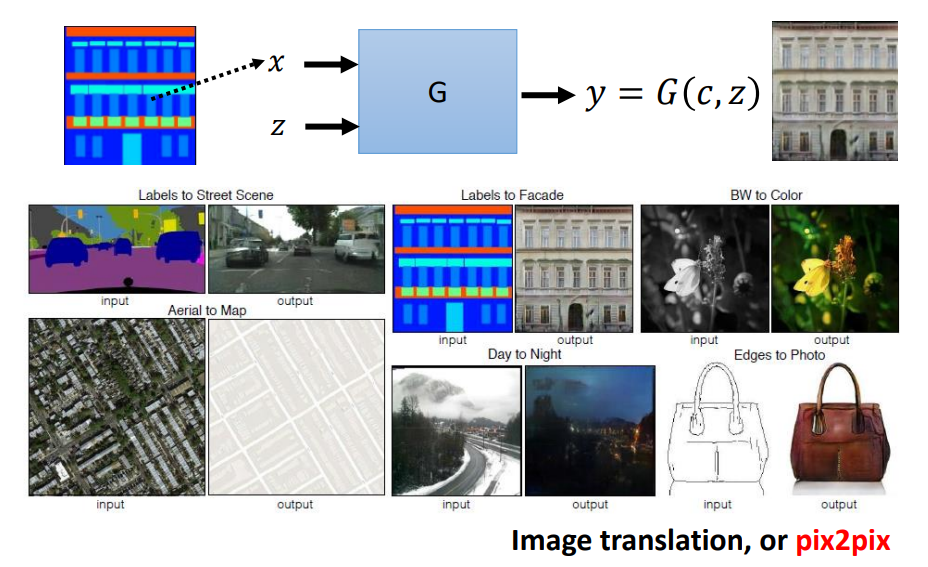 x
G
y = G(c, z)
z
Labels to Street Scene
input
output
Labels to Facade
input
output
BW to Color
input
output
Aerial to Map
input
output
Day to Night
input
output
Edges to Photo
input
output
Image translation, or pix2pix